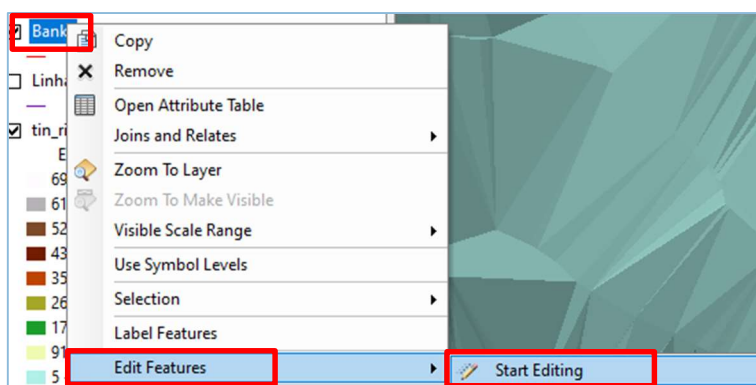 Bank
Copy
Remove
Open Attribute Table
Joins and Relates
Zoom To Layer
Zoom To Make Visible
Visible Scale Range
Use Symbol Levels
Selection
Label Features
Edit Features
Start Editing
Linha
tin_ri
E
69
61
52
43
35
26
17
91
5